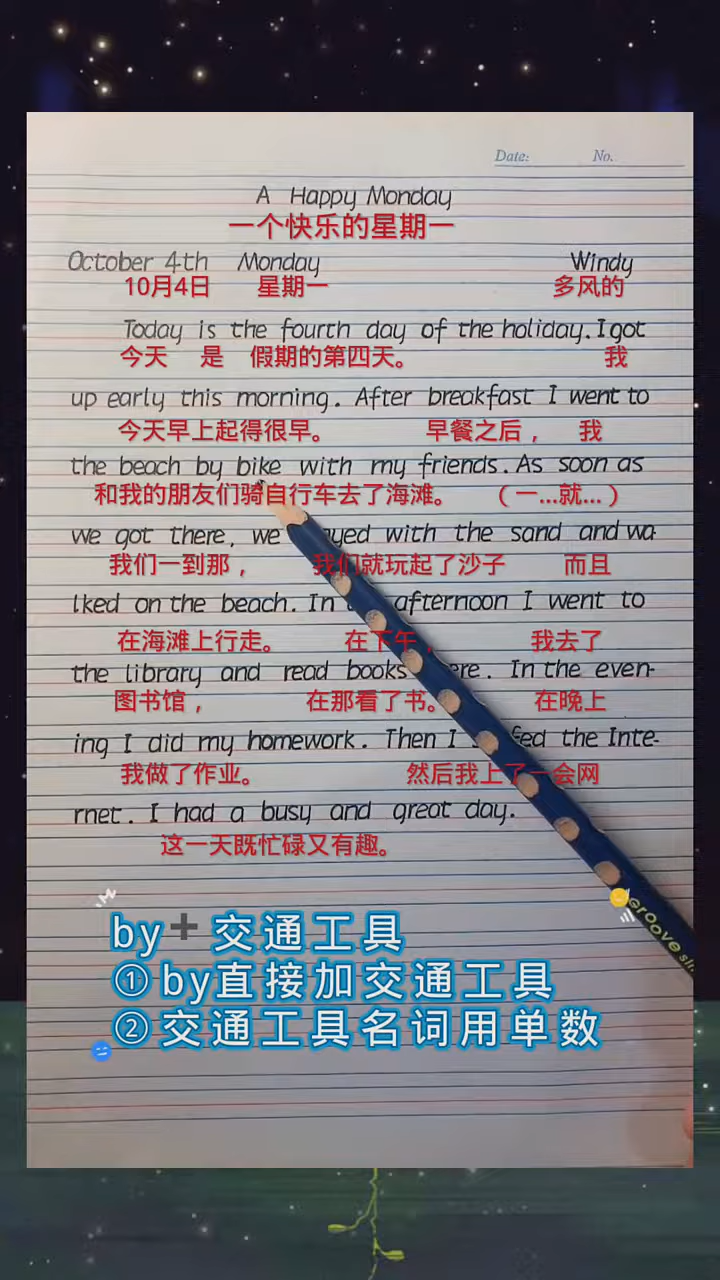 Date: No.
A Happy Monday
一个快乐的星期一
October 4th Monday Windy
10月4日 星期一 多风的
Today is the fourth day of the holiday. I got
今天 是 假期的第四天。 我
up early this morning. After breakfast I went to
今天早上起得很早。 早餐之后， 我
the beach by bike with my friends. As soon as
和我的朋友们骑自行车去了海滩。 （一...就...）
we got there, we yed with the sand and wa-
我们一到那， 我们就玩起了沙子 而且
lked on the beach. In afternoon I went to
在海滩上行走。 在下午， 我去了
the library and read books ere. In the even-
图书馆， 在那看了书。 在晚上
ing I did my homework. Then I fed the Inte-
我做了作业。 然后我上了一会网
rnet. I had a busy and great day.
这一天既忙碌又有趣。
by+交通工具
①by直接加交通工具
②交通工具名词用单数
Groove